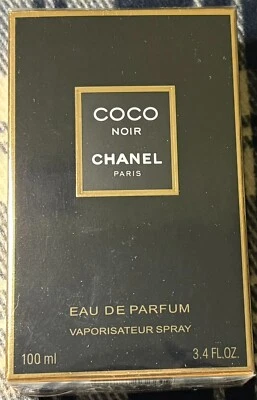 COCO
NOIR
CHANEL
PARIS
EAU DE PARFUM
VAPORISATEUR SPRAY
100 ml 3.4 FL.OZ.